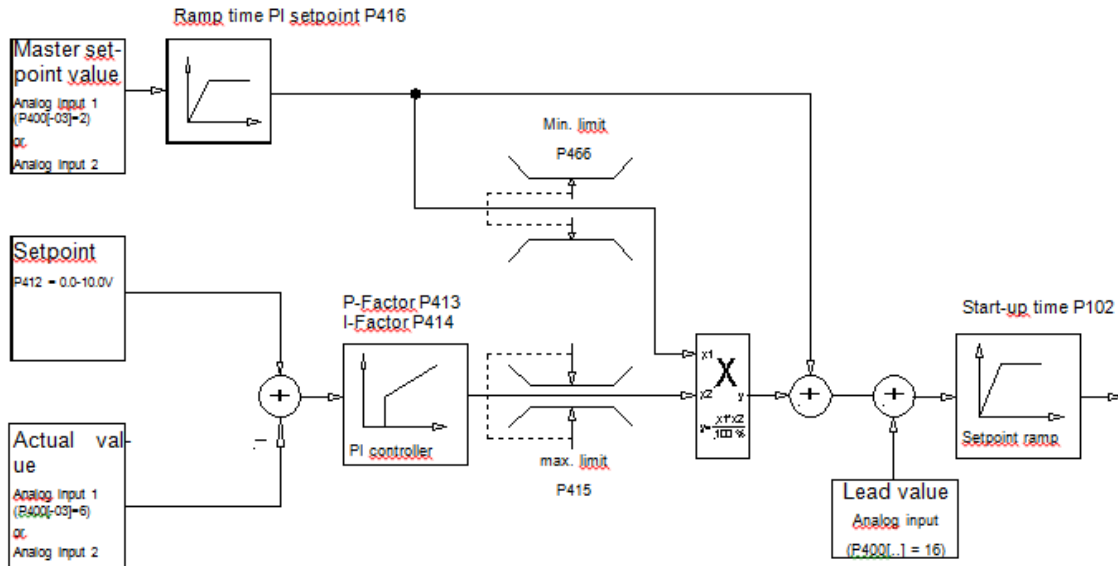 Ramp time PI setpoint P416
Master set-
point value
Analog Input 1
(P400[-03]=2)
or
Analog Input 2
Min. limit
P466
Setpoint
P412 = 0.0-10.0V
P-Factor P413
I-Factor P414
PI controller
max. limit
P415
x1
x2
X
y
y=x1*x2
100 %
Start-up time P102
Setpoint ramp
Actual val-
ue
Analog Input 1
(P400[-03]=6)
or
Analog Input 2
+
−
+
+
Lead value
Analog input
(P400[..] = 16)